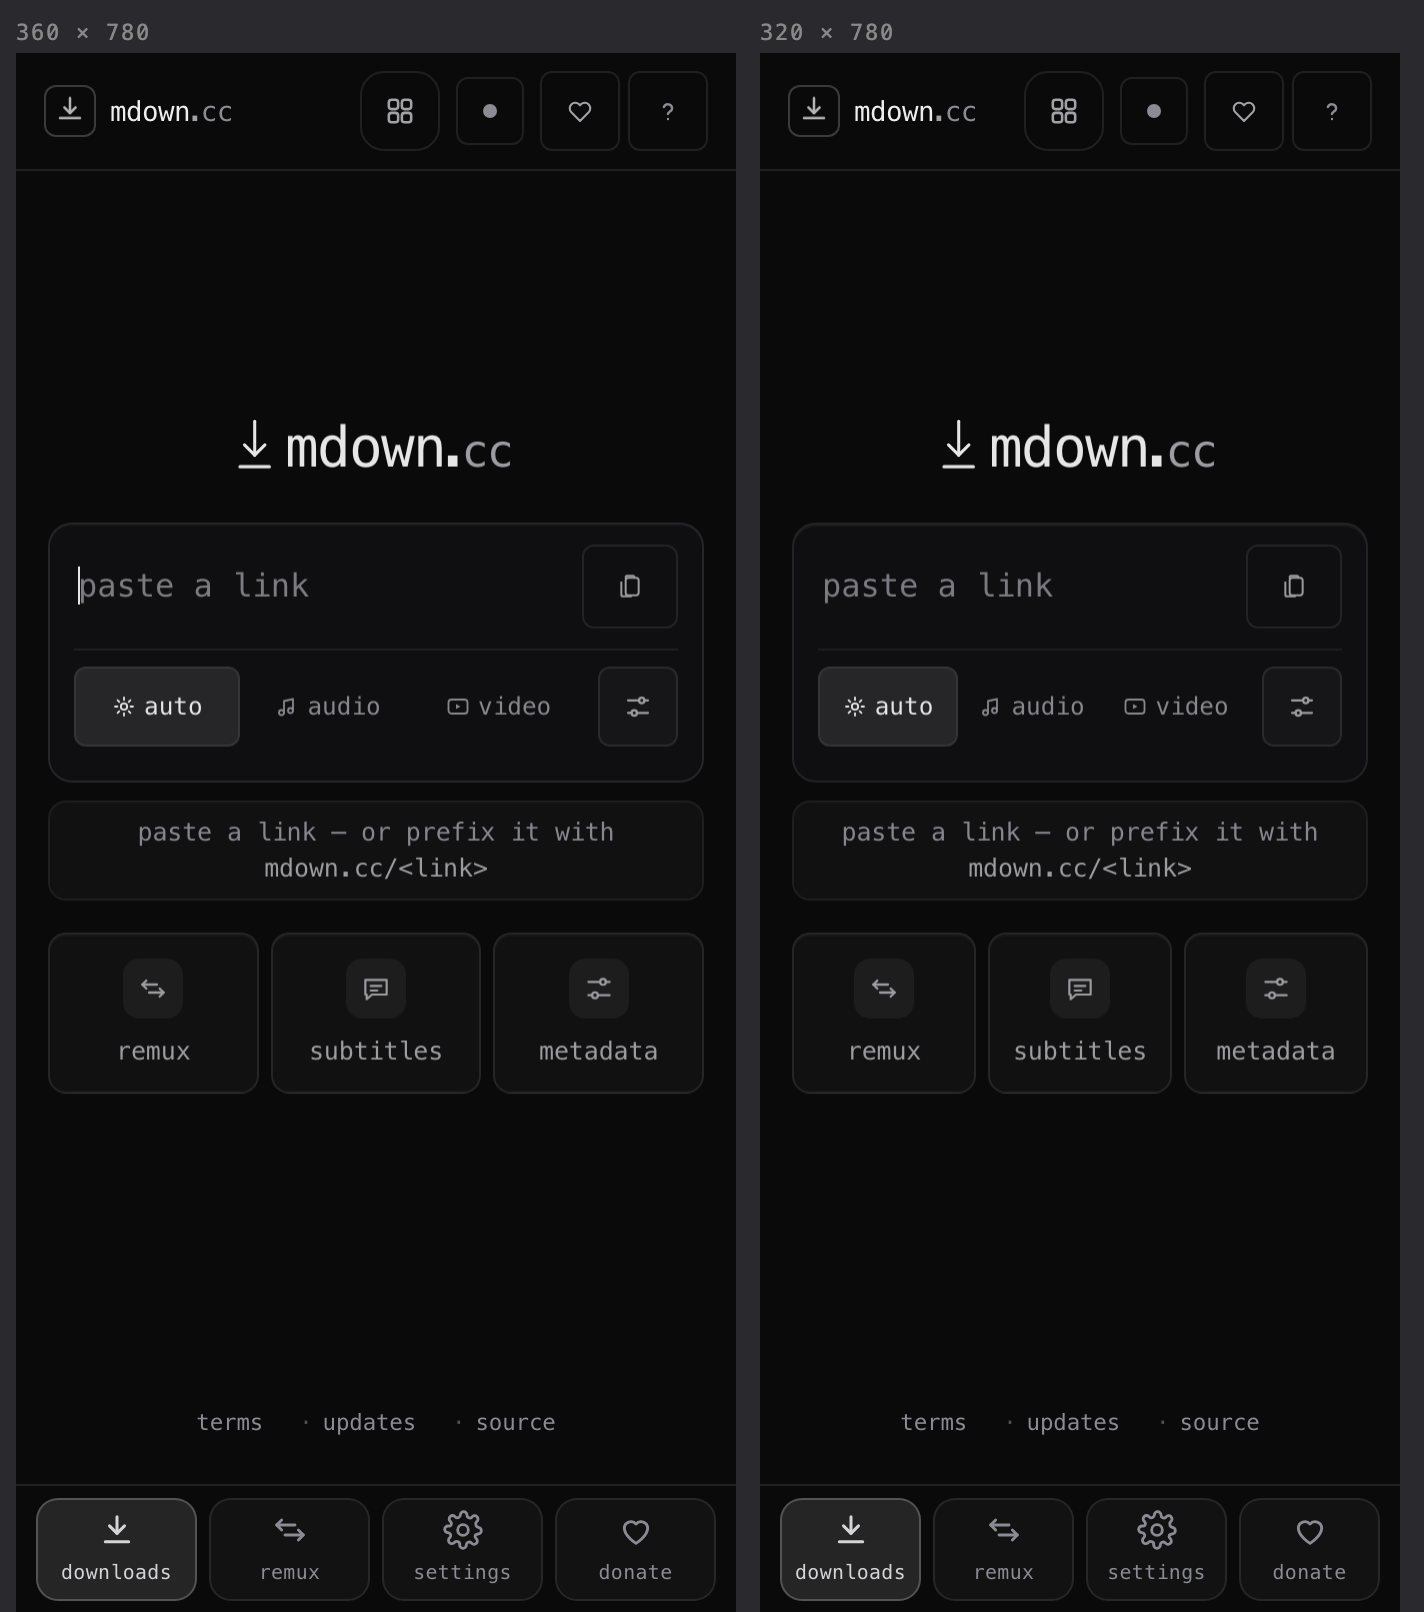 360 × 780
mdown.cc
?
mdown.cc
paste a link
auto audio video
paste a link — or prefix it with
mdown.cc/<link>
remux subtitles metadata
terms · updates · source
downloads remux settings donate
320 × 780
mdown.cc
?
mdown.cc
paste a link
auto audio video
paste a link — or prefix it with
mdown.cc/<link>
remux subtitles metadata
terms · updates · source
downloads remux settings donate